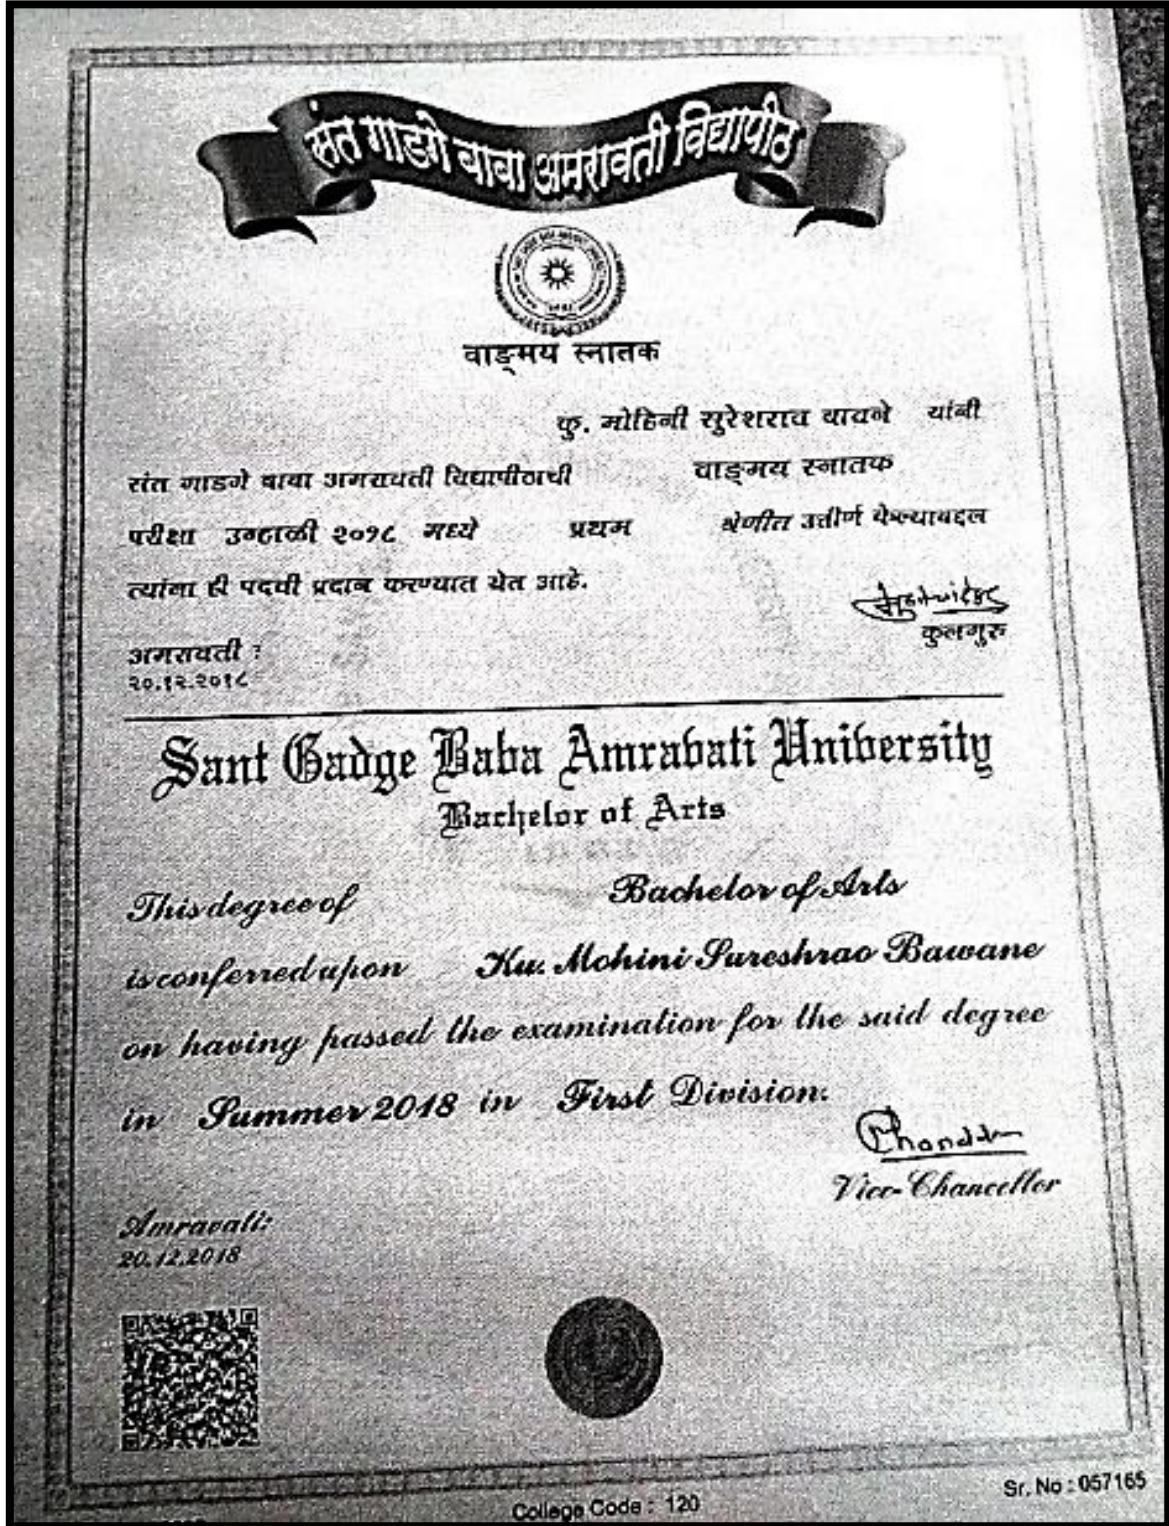 संत गाडगे बाबा अमरावती विद्यापीठ
वाङ्मय स्नातक
कु. मोहिनी सुरेशराव बावने यांनी
संत गाडगे बाबा अमरावती विद्यापीठाची वाङ्मय स्नातक
परीक्षा उन्हाळी २०१८ मध्ये प्रथम श्रेणीत उत्तीर्ण केल्याबद्दल
त्यांना ही पदवी प्रदान करण्यात येत आहे.
कुलगुरु
अमरावती :
२०.१२.२०१८
Sant Gadge Baba Amravati University
Bachelor of Arts
This degree of Bachelor of Arts
is conferred upon Ku. Mohini Sureshrao Bawane
on having passed the examination for the said degree
in Summer 2018 in First Division.
Vice-Chancellor
Amravati:
20.12.2018
College Code : 120
Sr. No : 057165